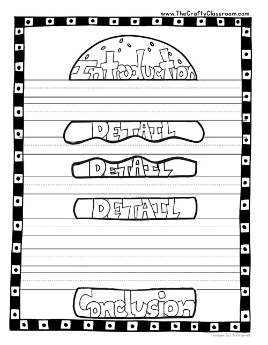 www.TheCraftyClassroom.com
Introduction
DETAIL
DETAIL
DETAIL
Conclusion